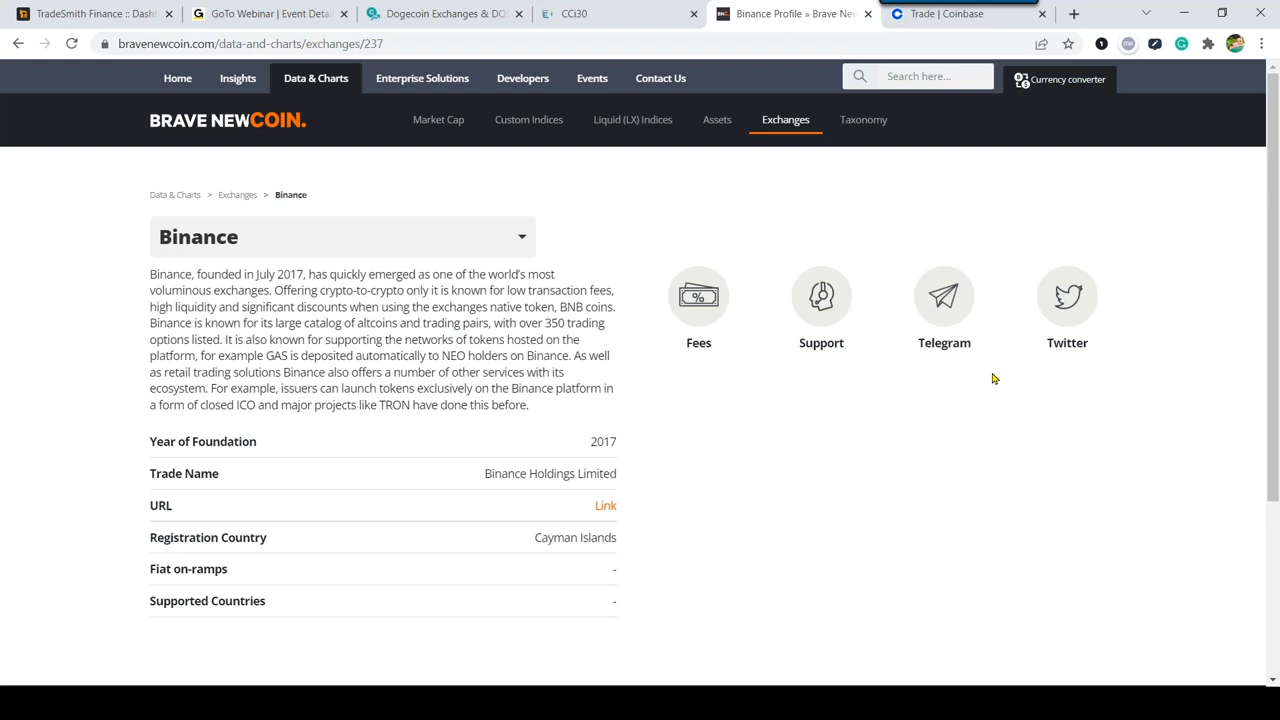 TradeSmith Finance :: Dash
GoTo Webinar | Event Detai
Dogecoin Exchanges & DO
CCi30
Binance Profile » Brave New
Trade | Coinbase
bravenewcoin.com/data-and-charts/exchanges/237
Home
Insights
Data & Charts
Enterprise Solutions
Developers
Events
Contact Us
Search here...
Currency converter
BRAVE NEWCOIN.
Market Cap
Custom Indices
Liquid (LX) Indices
Assets
Exchanges
Taxonomy
Data & Charts > Exchanges > Binance
Binance
Binance, founded in July 2017, has quickly emerged as one of the world's most
voluminous exchanges. Offering crypto-to-crypto only it is known for low transaction fees,
high liquidity and significant discounts when using the exchanges native token, BNB coins.
Binance is known for its large catalog of altcoins and trading pairs, with over 350 trading
options listed. It is also known for supporting the networks of tokens hosted on the
platform, for example GAS is deposited automatically to NEO holders on Binance. As well
as retail trading solutions Binance also offers a number of other services with its
ecosystem. For example, issuers can launch tokens exclusively on the Binance platform in
a form of closed ICO and major projects like TRON have done this before.
Fees
Support
Telegram
Twitter
Year of Foundation 2017
Trade Name Binance Holdings Limited
URL Link
Registration Country Cayman Islands
Fiat on-ramps -
Supported Countries -